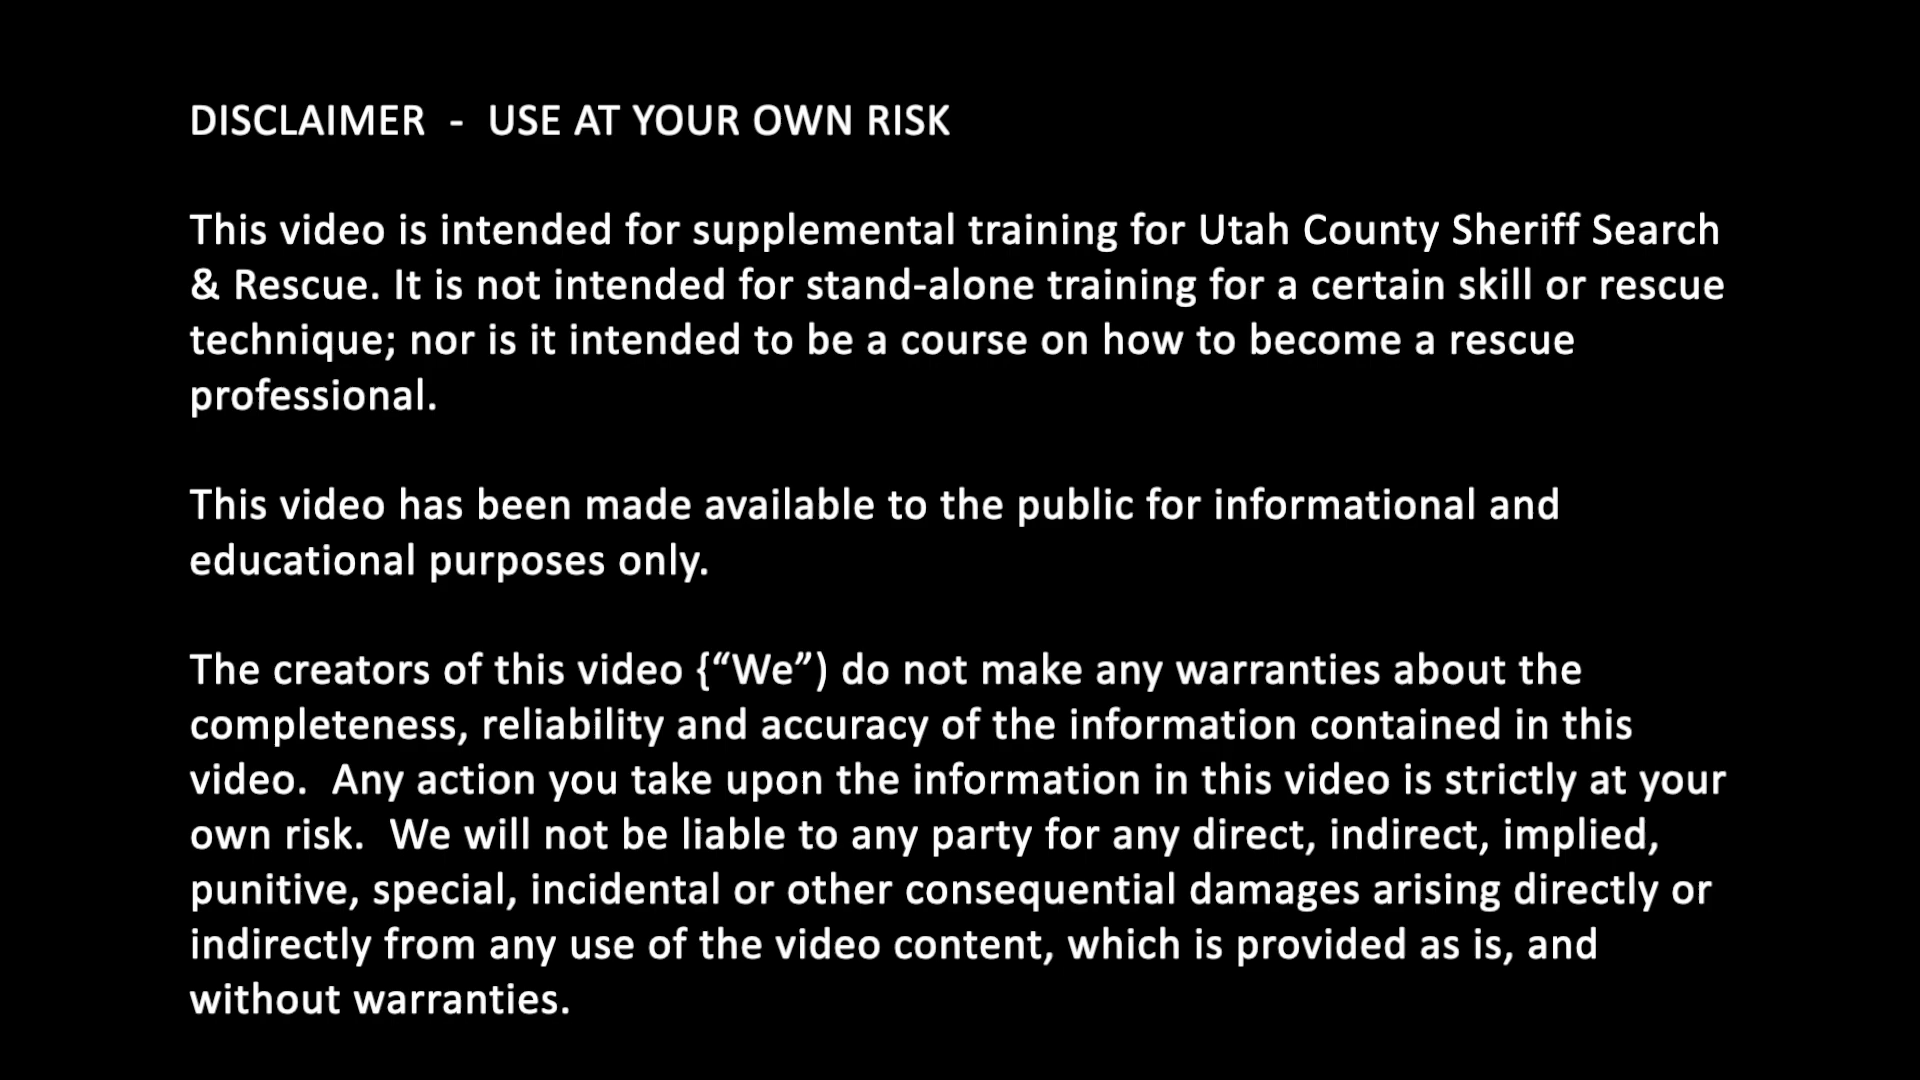 DISCLAIMER  -  USE AT YOUR OWN RISK
This video is intended for supplemental training for Utah County Sheriff Search
& Rescue. It is not intended for stand-alone training for a certain skill or rescue
technique; nor is it intended to be a course on how to become a rescue
professional.
This video has been made available to the public for informational and
educational purposes only.
The creators of this video {“We”) do not make any warranties about the
completeness, reliability and accuracy of the information contained in this
video.  Any action you take upon the information in this video is strictly at your
own risk.  We will not be liable to any party for any direct, indirect, implied,
punitive, special, incidental or other consequential damages arising directly or
indirectly from any use of the video content, which is provided as is, and
without warranties.